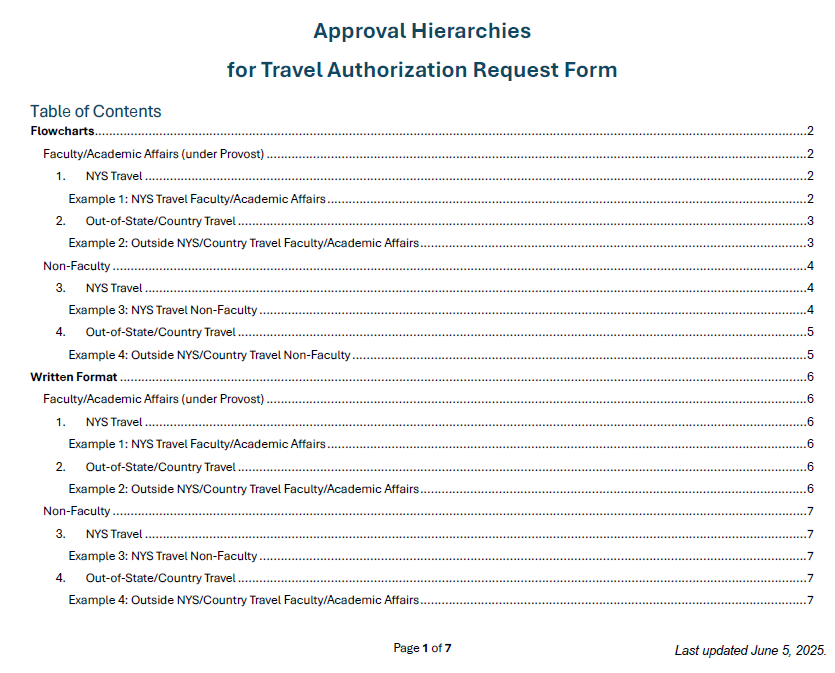 Approval Hierarchies
for Travel Authorization Request Form
Table of Contents
Flowcharts....................2
Faculty/Academic Affairs (under Provost)....................2
1. NYS Travel....................2
Example 1: NYS Travel Faculty/Academic Affairs....................2
2. Out-of-State/Country Travel....................3
Example 2: Outside NYS/Country Travel Faculty/Academic Affairs....................3
Non-Faculty....................4
3. NYS Travel....................4
Example 3: NYS Travel Non-Faculty....................4
4. Out-of-State/Country Travel....................5
Example 4: Outside NYS/Country Travel Non-Faculty....................5
Written Format....................6
Faculty/Academic Affairs (under Provost)....................6
1. NYS Travel....................6
Example 1: NYS Travel Faculty/Academic Affairs....................6
2. Out-of-State/Country Travel....................6
Example 2: Outside NYS/Country Travel Faculty/Academic Affairs....................6
Non-Faculty....................7
3. NYS Travel....................7
Example 3: NYS Travel Non-Faculty....................7
4. Out-of-State/Country Travel....................7
Example 4: Outside NYS/Country Travel Faculty/Academic Affairs....................7
Page 1 of 7
Last updated June 5, 2025.